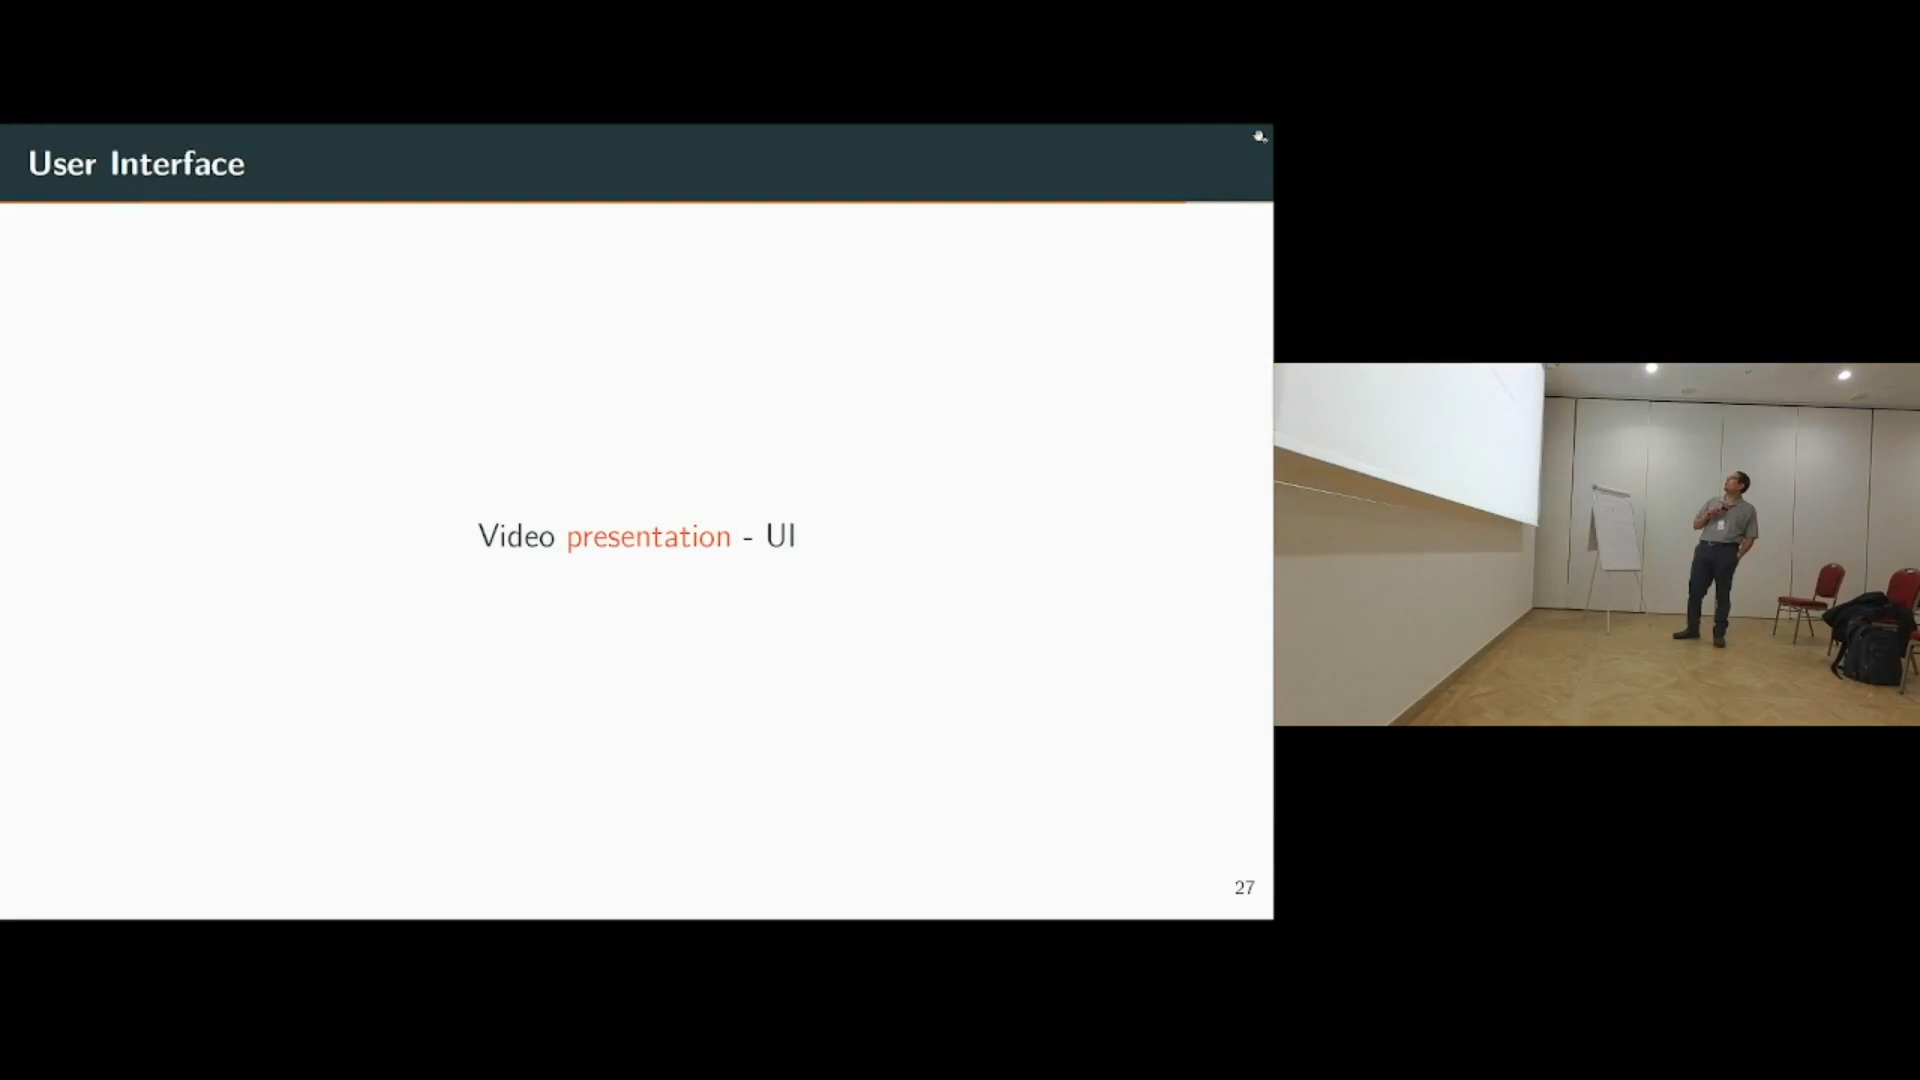 User Interface
Video presentation - UI
27